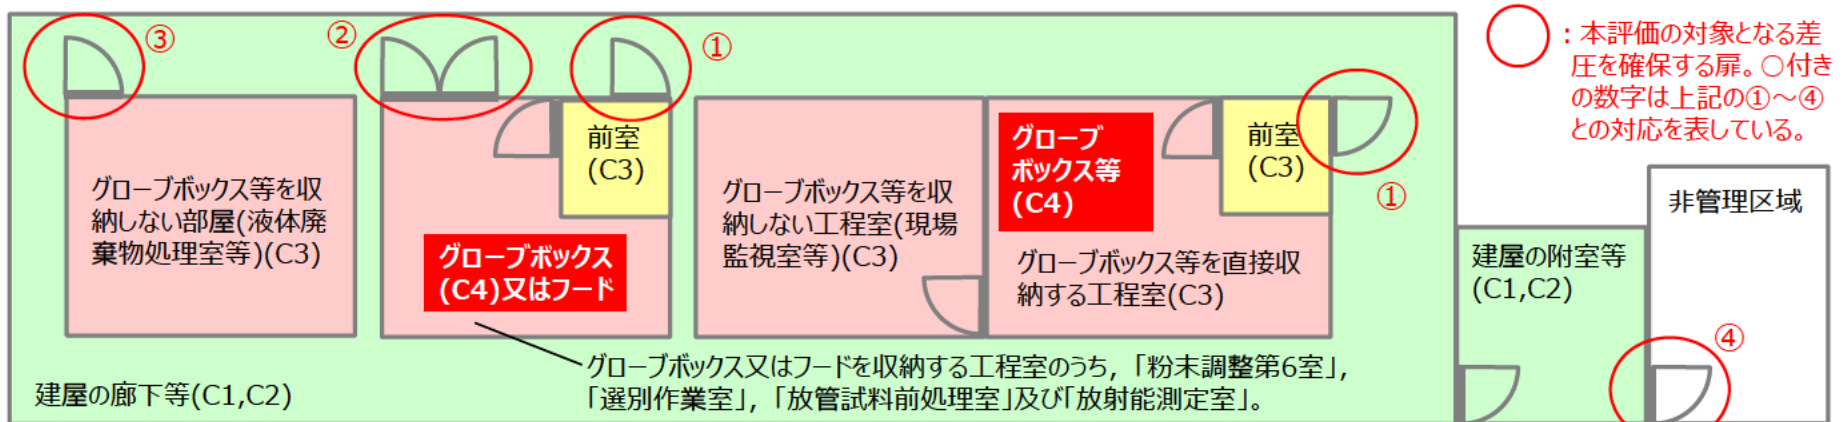 ③
②
①
前室
(C3)
グローブボックス等を収
納しない部屋(液体廃
棄物処理室等)(C3)
グローブボックス
(C4)又はフード
グローブボックス等を収
納しない工程室(現場
監視室等)(C3)
グローブ
ボックス等
(C4)
前室
(C3)
①
グローブボックス等を直接収
納する工程室(C3)
グローブボックス又はフードを収納する工程室のうち,「粉末調整第6室」,
「選別作業室」,「放管試料前処理室」及び「放射能測定室」。
建屋の廊下等(C1,C2)
:本評価の対象となる差
圧を確保する扉。○付き
の数字は上記の①~④
との対応を表している。
非管理区域
建屋の附室等
(C1,C2)
④